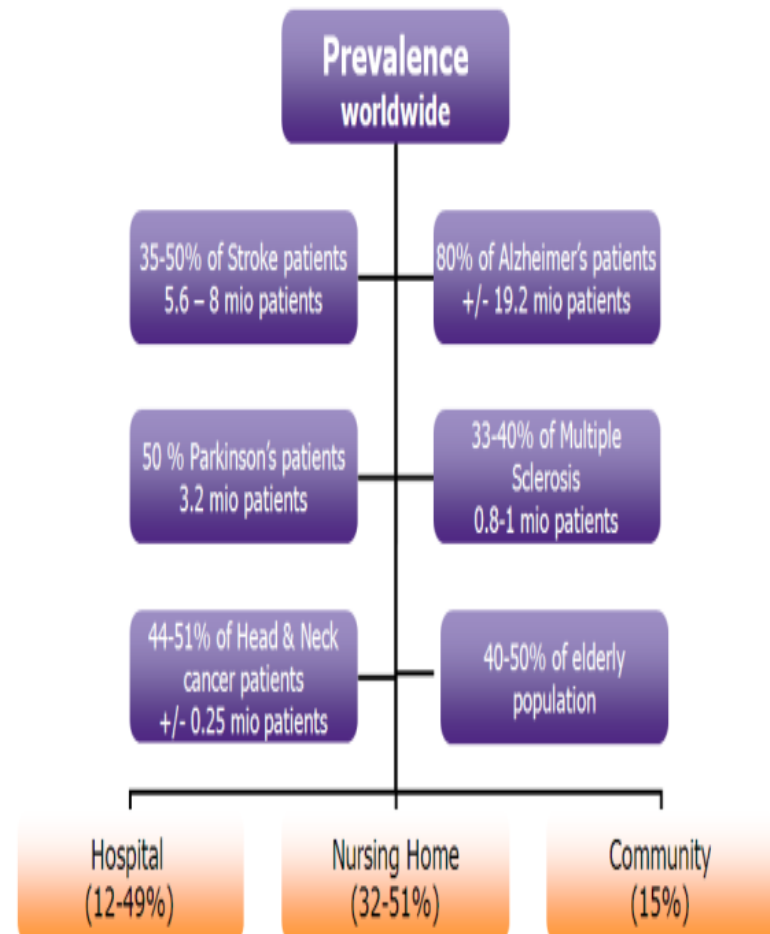 Prevalence
worldwide
35-50% of Stroke patients
5.6 – 8 mio patients
80% of Alzheimer's patients
+/- 19.2 mio patients
50 % Parkinson's patients
3.2 mio patients
33-40% of Multiple
Sclerosis
0.8-1 mio patients
44-51% of Head & Neck
cancer patients
+/- 0.25 mio patients
40-50% of elderly
population
Hospital
(12-49%)
Nursing Home
(32-51%)
Community
(15%)